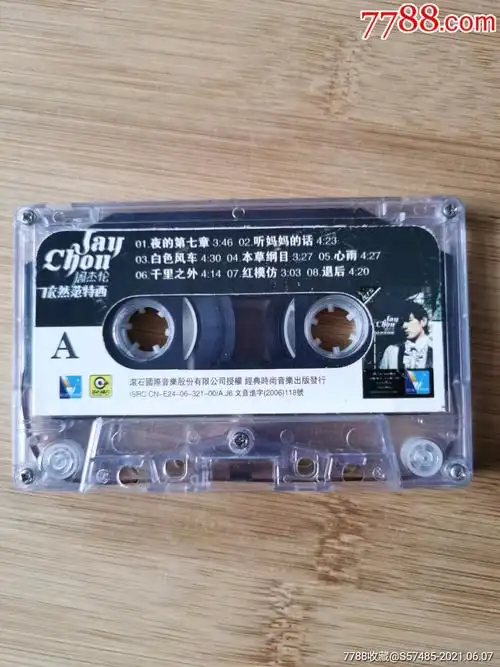 7788.com
Jay
Chou
周杰伦
依然范特西
01.夜的第七章 3:46 02.听妈妈的话 4:23
03.白色风车 4:30 04.本草纲目 3:27 05.心雨 4:27
06.千里之外 4:14 07.紅模仿 3:03 08.退后 4:20
A
Jay
Chou
滾石國際音樂股份有限公司授權 經典時尚音樂出版發行
ISRC CN-E24-06-321-00/A.J6 文音進字(2006)118號
7788收藏@S57485-2021.06.07